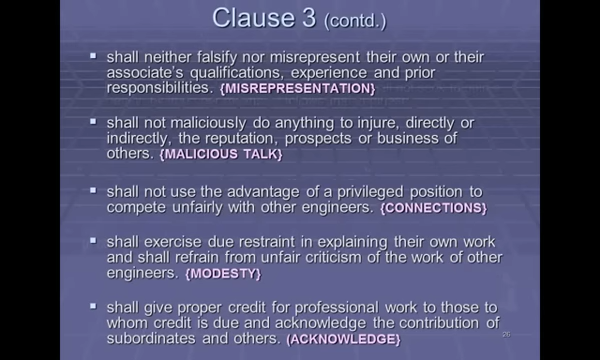 Clause 3 (contd.)
▪ shall neither falsify nor misrepresent their own or their
associate's qualifications, experience and prior
responsibilities. {MISREPRESENTATION}
▪ shall not maliciously do anything to injure, directly or
indirectly, the reputation, prospects or business of
others. {MALICIOUS TALK}
▪ shall not use the advantage of a privileged position to
compete unfairly with other engineers. {CONNECTIONS}
▪ shall exercise due restraint in explaining their own work
and shall refrain from unfair criticism of the work of other
engineers. {MODESTY}
▪ shall give proper credit for professional work to those to
whom credit is due and acknowledge the contribution of
subordinates and others. (ACKNOWLEDGE}
26